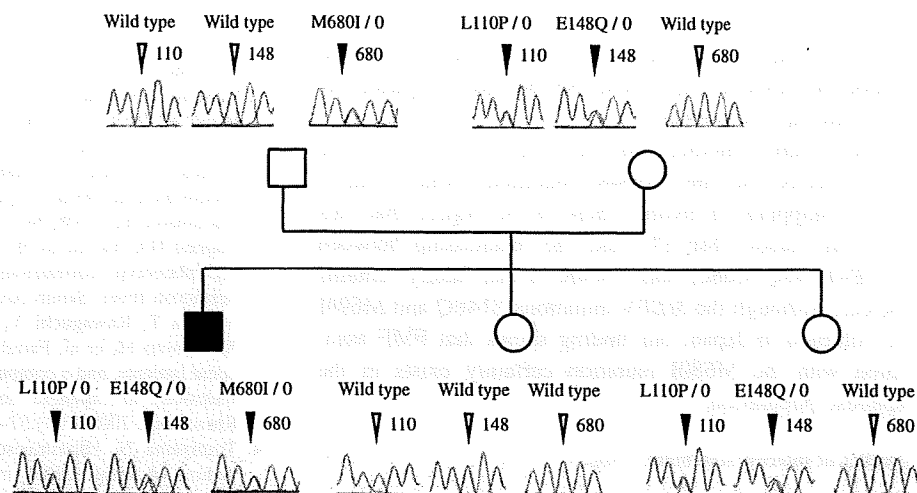 Wild type Wild type M680I / 0 L110P / 0 E148Q / 0 Wild type
110 148 680 110 148 680
L110P / 0 E148Q / 0 M680I / 0 Wild type Wild type Wild type L110P / 0 E148Q / 0 Wild type
110 148 680 110 148 680 110 148 680